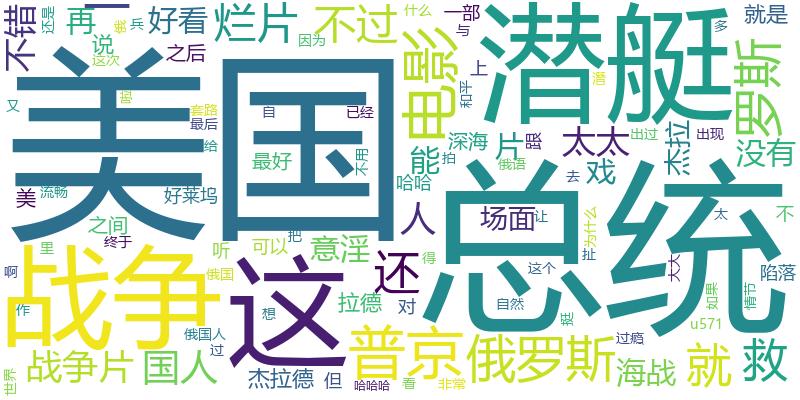 不错
一
再
好看
烂片
不过
电影
一部
什么
与
上
潜艇
就是
多
还是
俄
兵
说
这次
之后
因为
美国
罗斯
和平
潜
又
套路
最后
给
自
已经
不用
最好
深海
拍
片
跟
俄语
能
太太
戏
去
出过
出现
杰拉
没有
美
流畅
好莱坞
哈哈
人
场面
总统
让
为什么
太
不
之间
终于
里
听
可以
把
意淫
还
得
这个
扯
大大
陷落
啊
战争
俄国
这
想
拉德
对
自然
挺
如果
情节
u571
作
俄国人
过
普京
俄罗斯
过瘾
海战
就
救
世界
战争片
国人
杰拉德
但
哈哈哈
看
非常